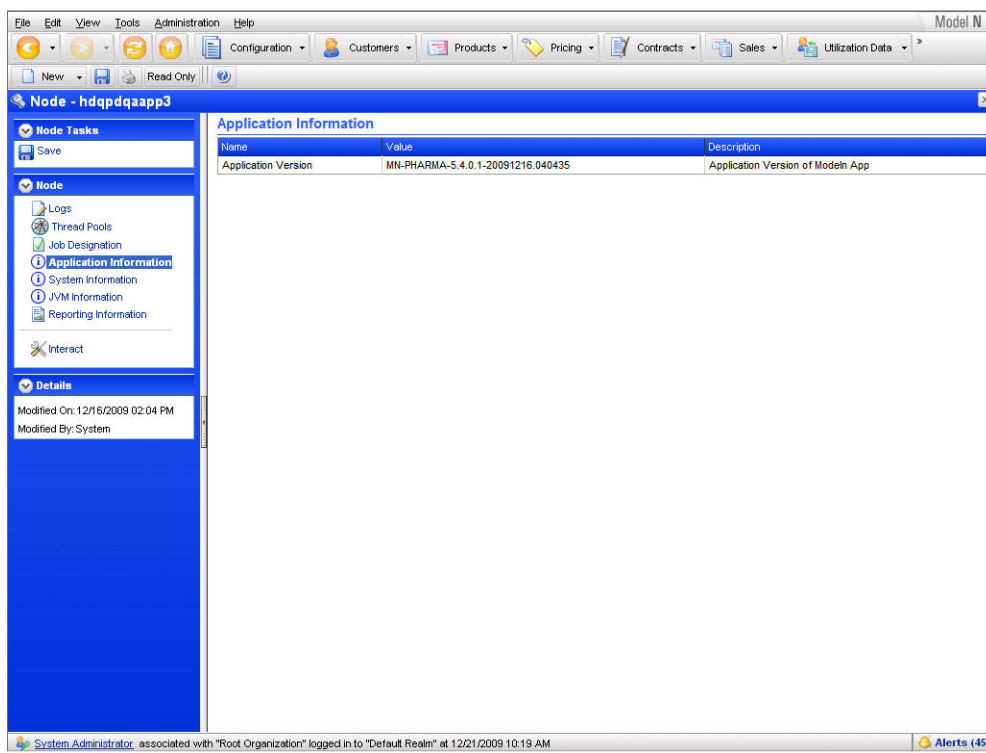 File Edit View Tools Administration Help Model N
Configuration Customers Products Pricing Contracts Sales Utilization Data »
New Read Only
Node - hdqpdqaapp3
Node Tasks
Save
Node
Logs
Thread Pools
Job Designation
Application Information
System Information
JVM Information
Reporting Information
Interact
Details
Modified On: 12/16/2009 02:04 PM
Modified By: System
Application Information
Name Value Description
Application Version MN-PHARMA-5.4.0.1-20091216.040435 Application Version of Modeln App
System Administrator associated with "Root Organization" logged in to "Default Realm" at 12/21/2009 10:19 AM
Alerts (45